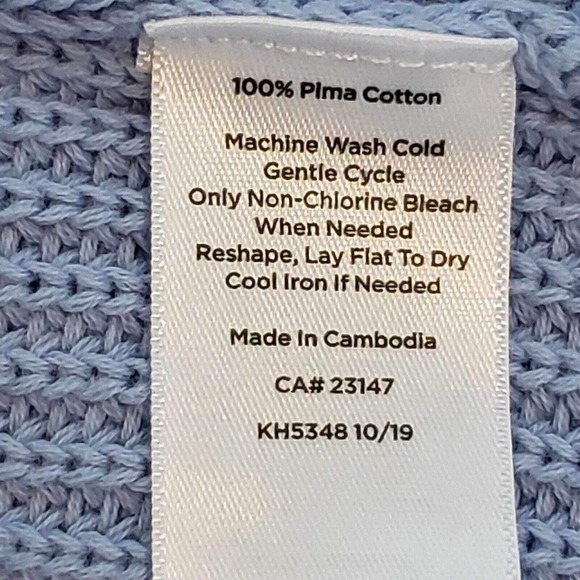 100% Pima Cotton
Machine Wash Cold
Gentle Cycle
Only Non-Chlorine Bleach
When Needed
Reshape, Lay Flat To Dry
Cool Iron If Needed
Made In Cambodia
CA# 23147
KH5348 10/19